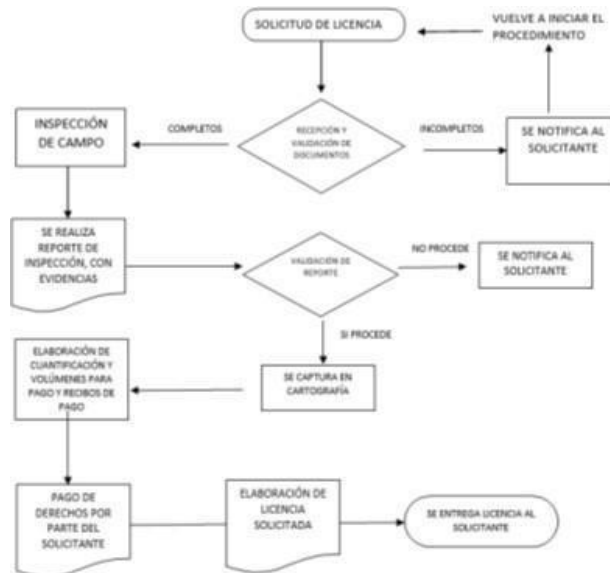 SOLICITUD DE LICENCIA
VUELVE A INICIAR EL
PROCEDIMIENTO
INSPECCIÓN
DE CAMPO
COMPLETOS
RECEPCIÓN Y
VALIDACIÓN DE
DOCUMENTOS
INCOMPLETOS
SE NOTIFICA AL
SOLICITANTE
SE REALIZA
REPORTE DE
INSPECCIÓN, CON
EVIDENCIAS
VALIDACIÓN DE
REPORTE
NO PROCEDE
SE NOTIFICA AL
SOLICITANTE
SI PROCEDE
ELABORACIÓN DE
CUANTIFICACIÓN Y
VOLÚMENES PARA
PAGO Y RECIBOS DE
PAGO
SE CAPTURA EN
CARTOGRAFÍA
PAGO DE
DERECHOS POR
PARTE DEL
SOLICITANTE
ELABORACIÓN DE
LICENCIA
SOLICITADA
SE ENTREGA LICENCIA AL
SOLICITANTE